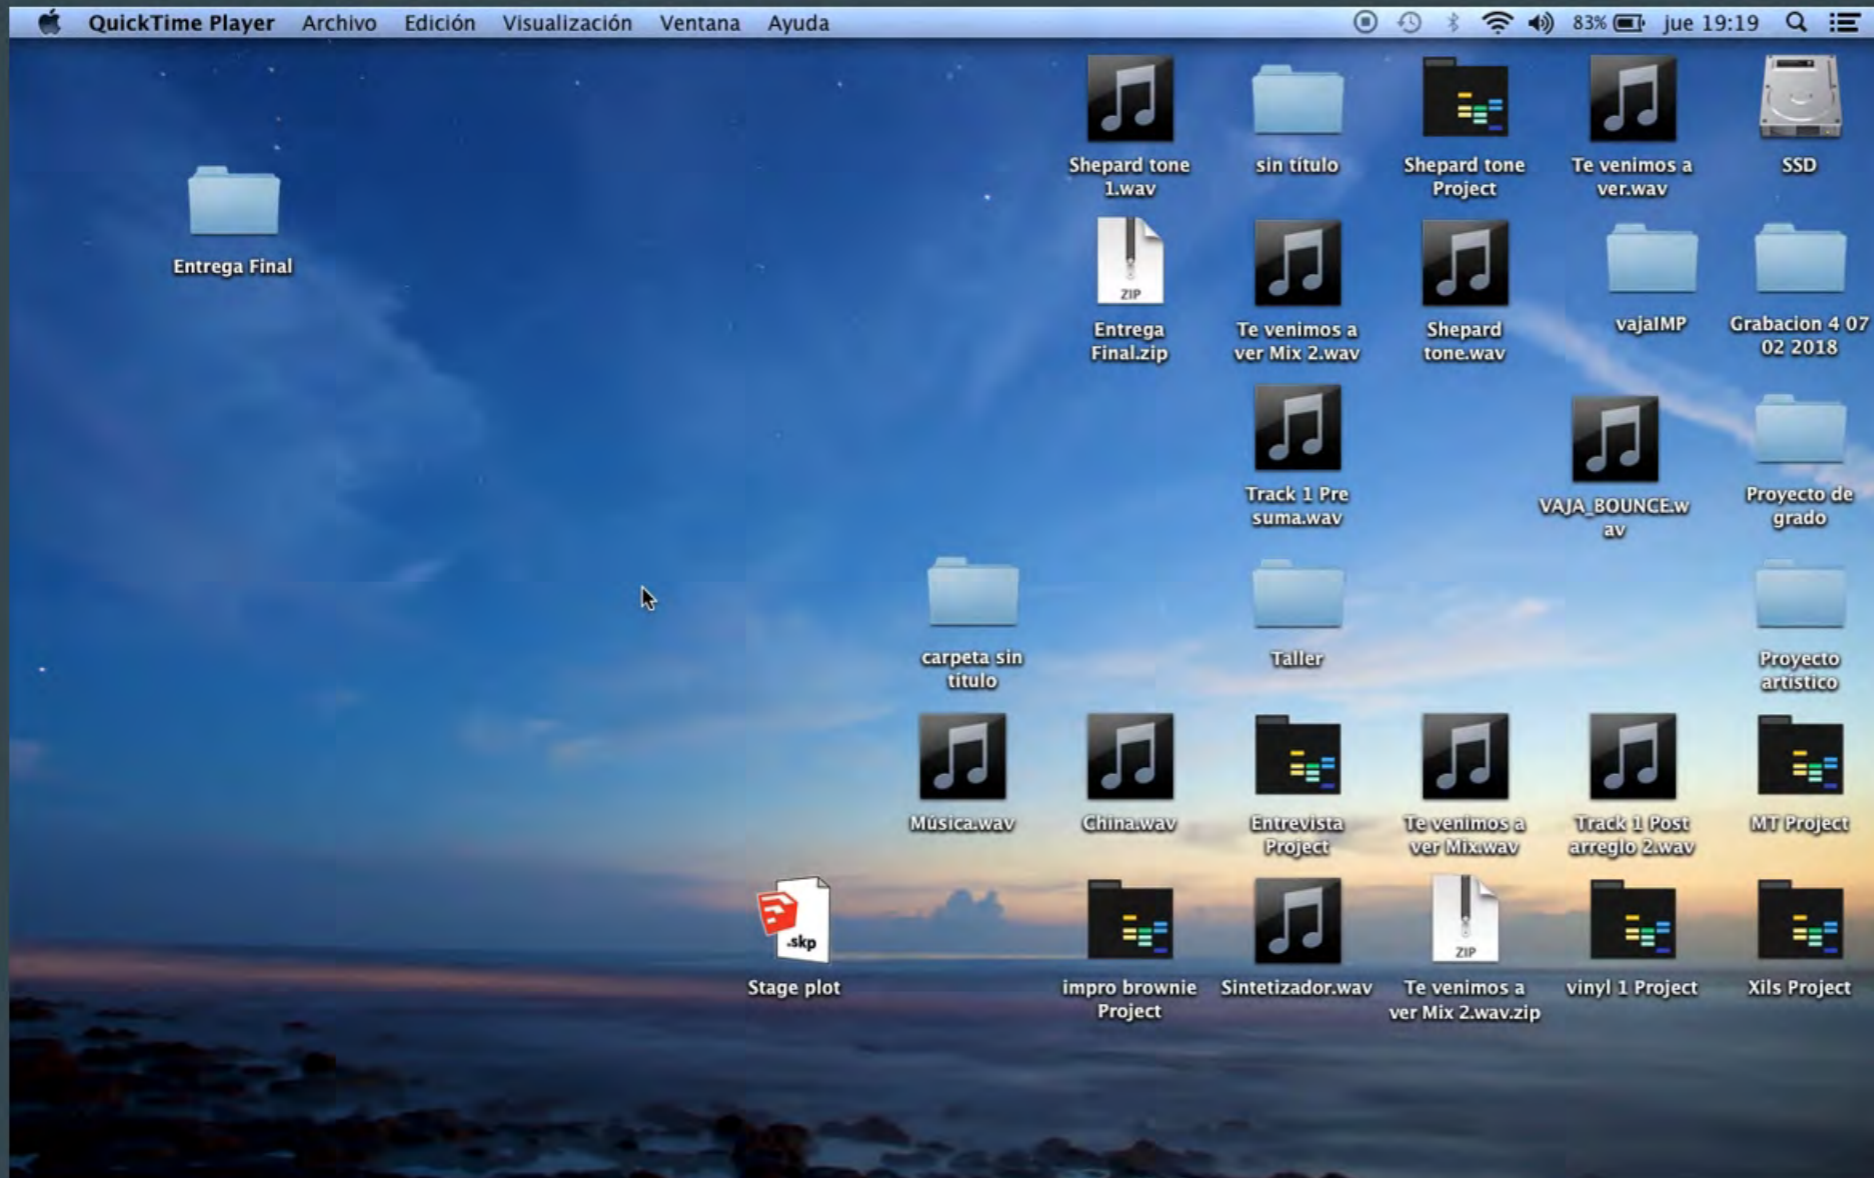 QuickTime Player Archivo Edición Visualización Ventana Ayuda 83% jue 19:19
Shepard tone
1.wav
sin título
Shepard tone
Project
Te venimos a
ver.wav
SSD
Entrega Final
ZIP
Entrega
Final.zip
Te venimos a
ver Mix 2.wav
Shepard
tone.wav
vajaIMP
Grabacion 4 07
02 2018
Track 1 Pre
suma.wav
VAJA_BOUNCE.w
av
Proyecto de
grado
carpeta sin
título
Taller
Proyecto
artístico
Música.wav
China.wav
Entrevista
Project
Te venimos a
ver Mix.wav
Track 1 Post
arreglo 2.wav
MT Project
.skp
Stage plot
impro brownie
Project
Sintetizador.wav
ZIP
Te venimos a
ver Mix 2.wav.zip
vinyl 1 Project
Xils Project